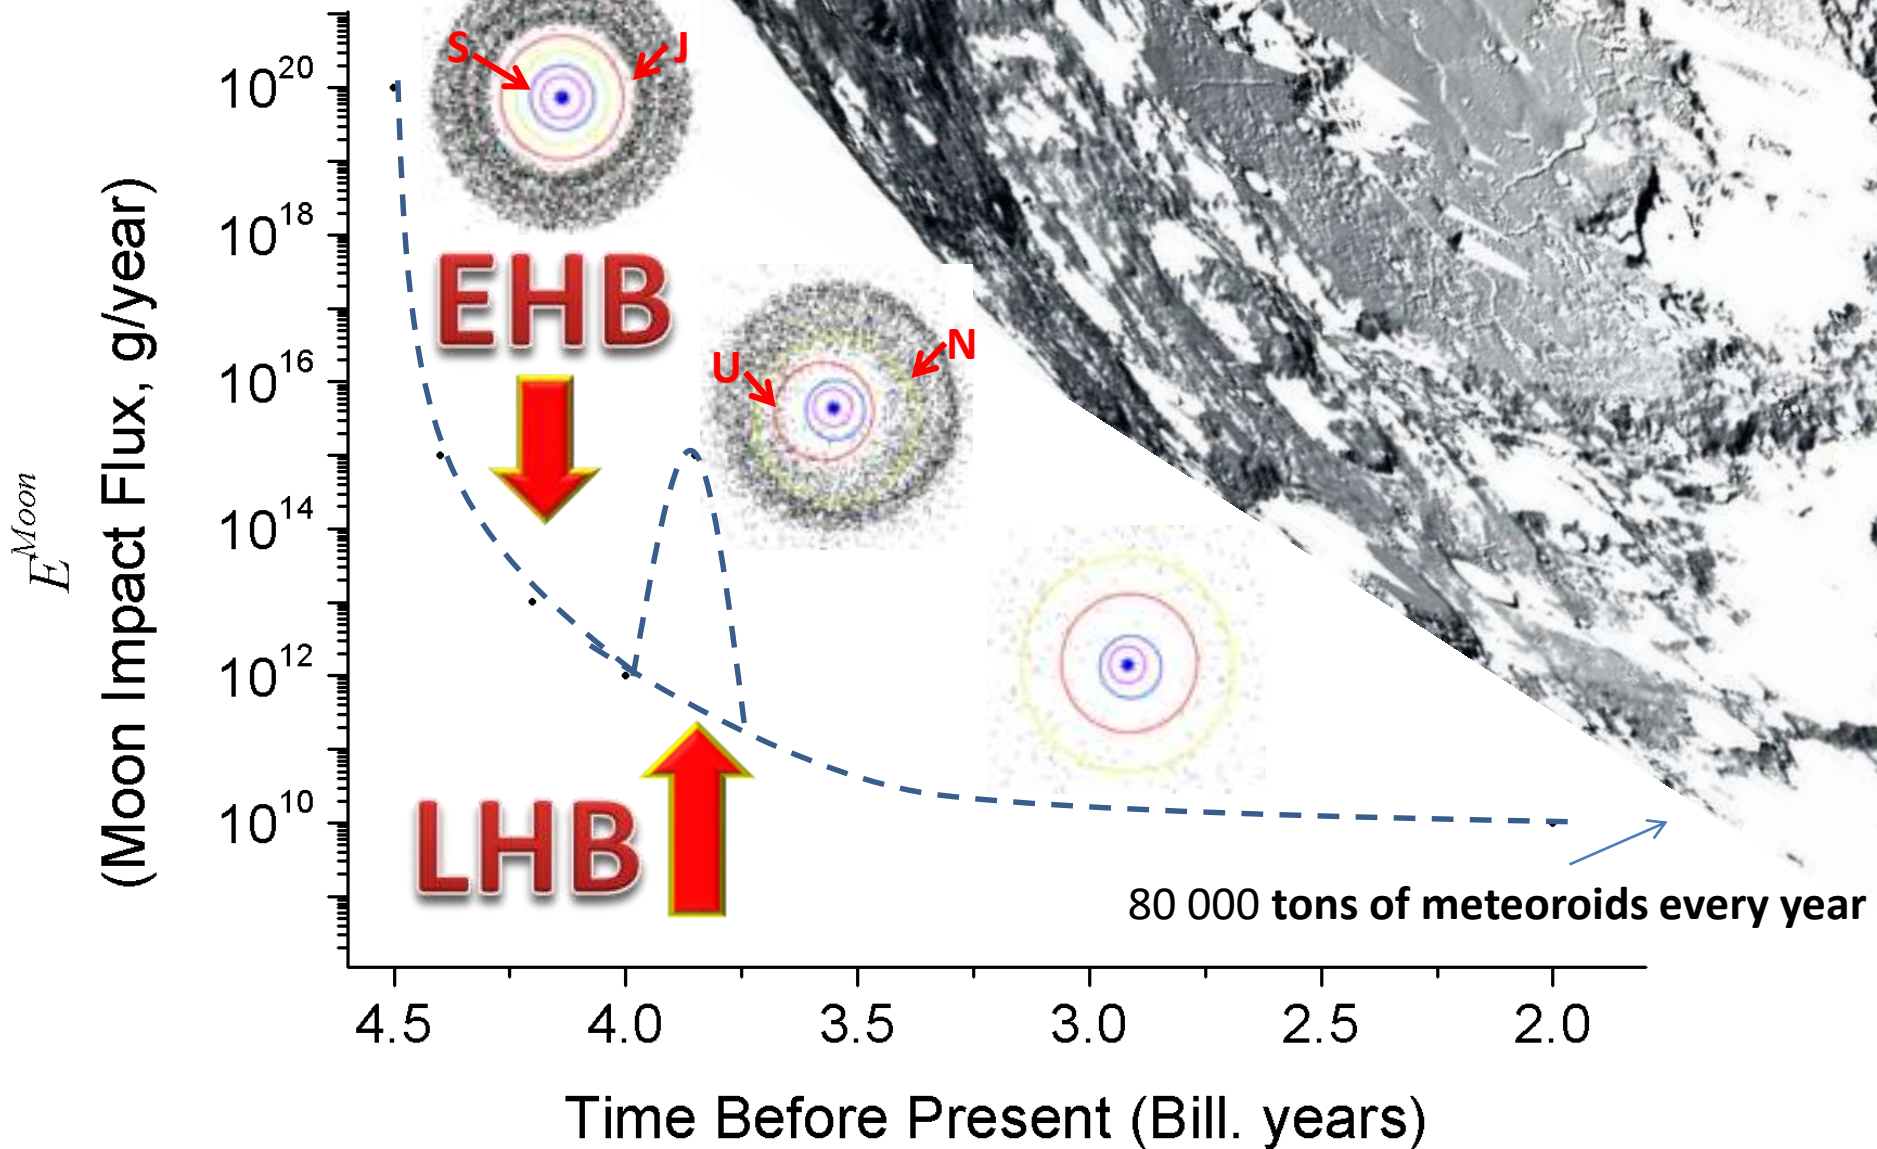 S
J
EHB
U
N
LHB
80 000 tons of meteoroids every year
E^Moon
(Moon Impact Flux, g/year)
10^20
10^18
10^16
10^14
10^12
10^10
4.5 4.0 3.5 3.0 2.5 2.0
Time Before Present (Bill. years)